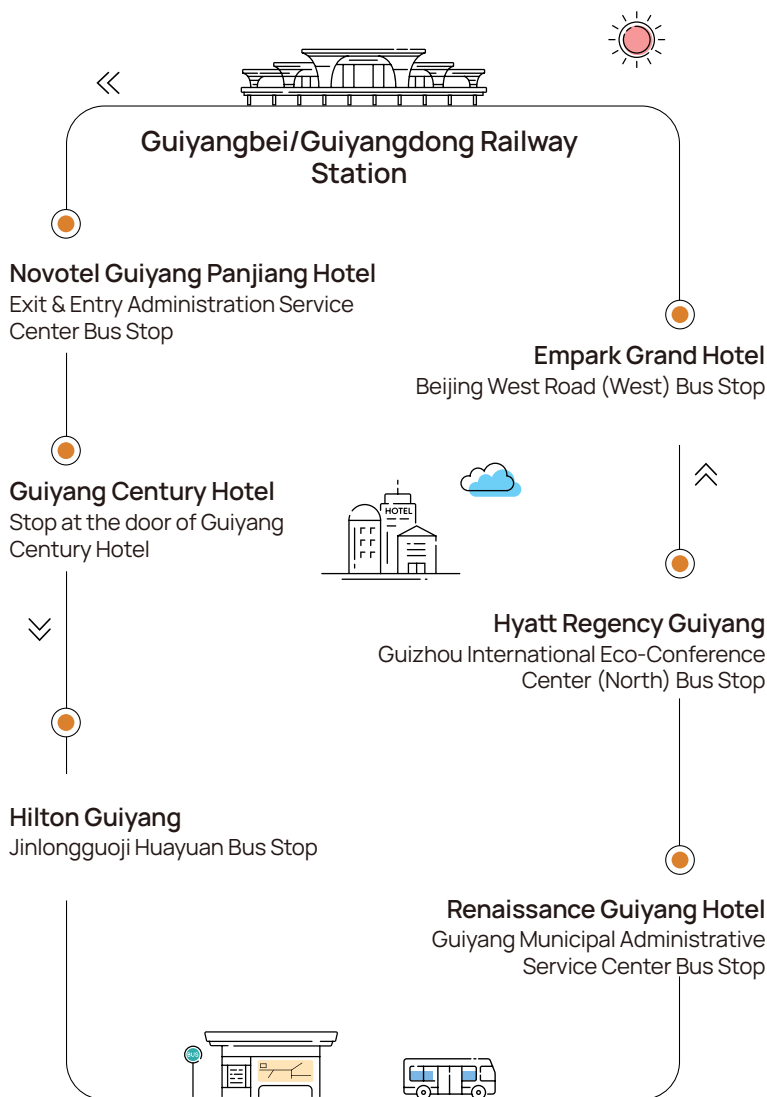 Guiyangbei/Guiyangdong Railway
Station
Novotel Guiyang Panjiang Hotel
Exit & Entry Administration Service
Center Bus Stop
Empark Grand Hotel
Beijing West Road (West) Bus Stop
Guiyang Century Hotel
Stop at the door of Guiyang
Century Hotel
HOTEL
Hyatt Regency Guiyang
Guizhou International Eco-Conference
Center (North) Bus Stop
Hilton Guiyang
Jinlongguoji Huayuan Bus Stop
Renaissance Guiyang Hotel
Guiyang Municipal Administrative
Service Center Bus Stop
BUS